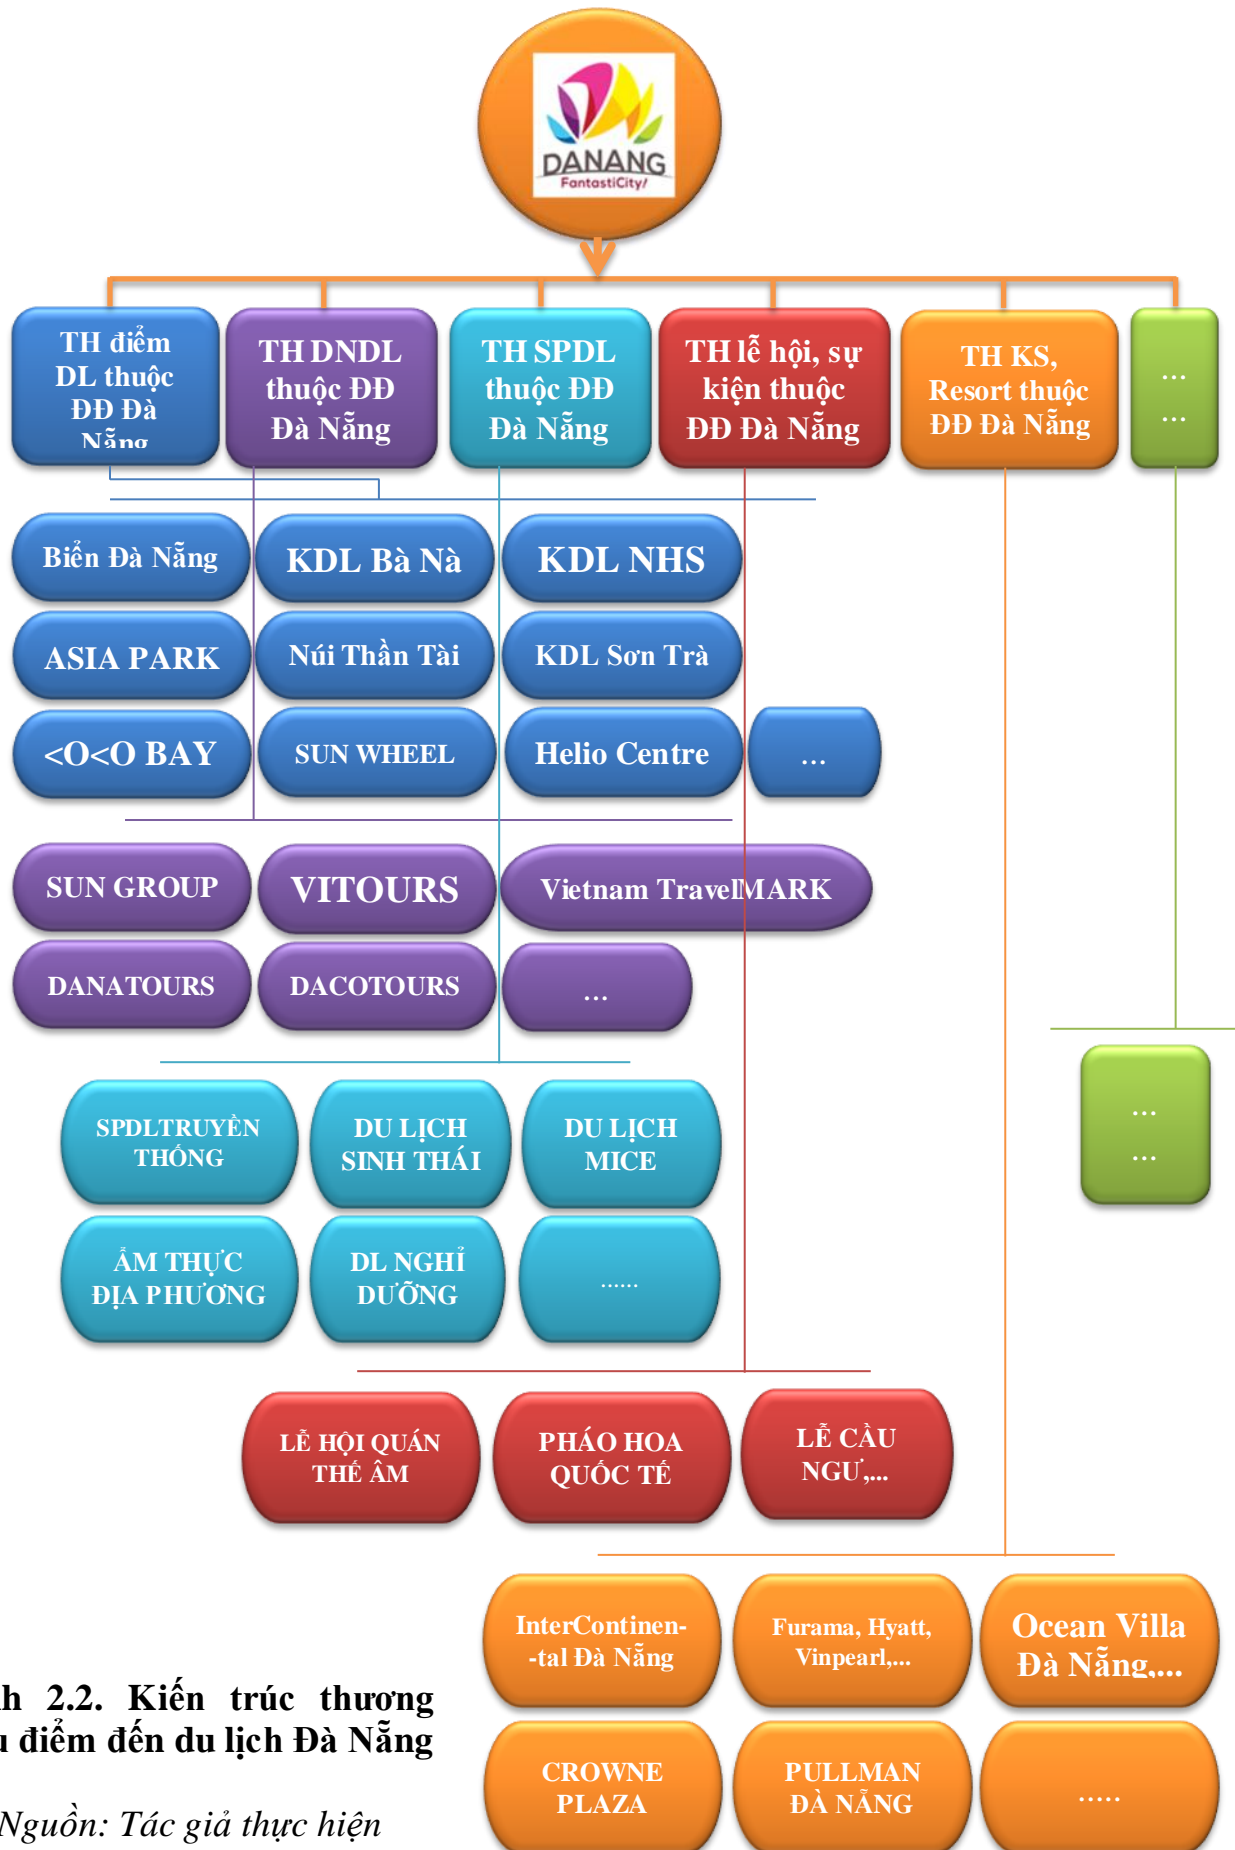 DANANG
FantastiCity!
TH điểm
DL thuộc
ĐĐ Đà
Nẵng
TH DNDL
thuộc ĐĐ
Đà Nẵng
TH SPDL
thuộc ĐĐ
Đà Nẵng
TH lễ hội, sự
kiện thuộc
ĐĐ Đà Nẵng
TH KS,
Resort thuộc
ĐĐ Đà Nẵng
...
...
Biển Đà Nẵng
KDL Bà Nà
KDL NHS
ASIA PARK
Núi Thần Tài
KDL Sơn Trà
<O<O BAY
SUN WHEEL
Helio Centre
...
SUN GROUP
VITOURS
Vietnam TravelMARK
DANATOURS
DACOTOURS
...
SPDLTRUYỀN
THỐNG
DU LỊCH
SINH THÁI
DU LỊCH
MICE
...
...
ẨM THỰC
ĐỊA PHƯƠNG
DL NGHỈ
DƯỠNG
......
LỄ HỘI QUÁN
THẾ ÂM
PHÁO HOA
QUỐC TẾ
LỄ CẦU
NGƯ,...
InterContinen-
-tal Đà Nẵng
Furama, Hyatt,
Vinpearl,...
Ocean Villa
Đà Nẵng,...
CROWNE
PLAZA
PULLMAN
ĐÀ NẴNG
.....
nh 2.2. Kiến trúc thương
u điểm đến du lịch Đà Nẵng
Nguồn: Tác giả thực hiện